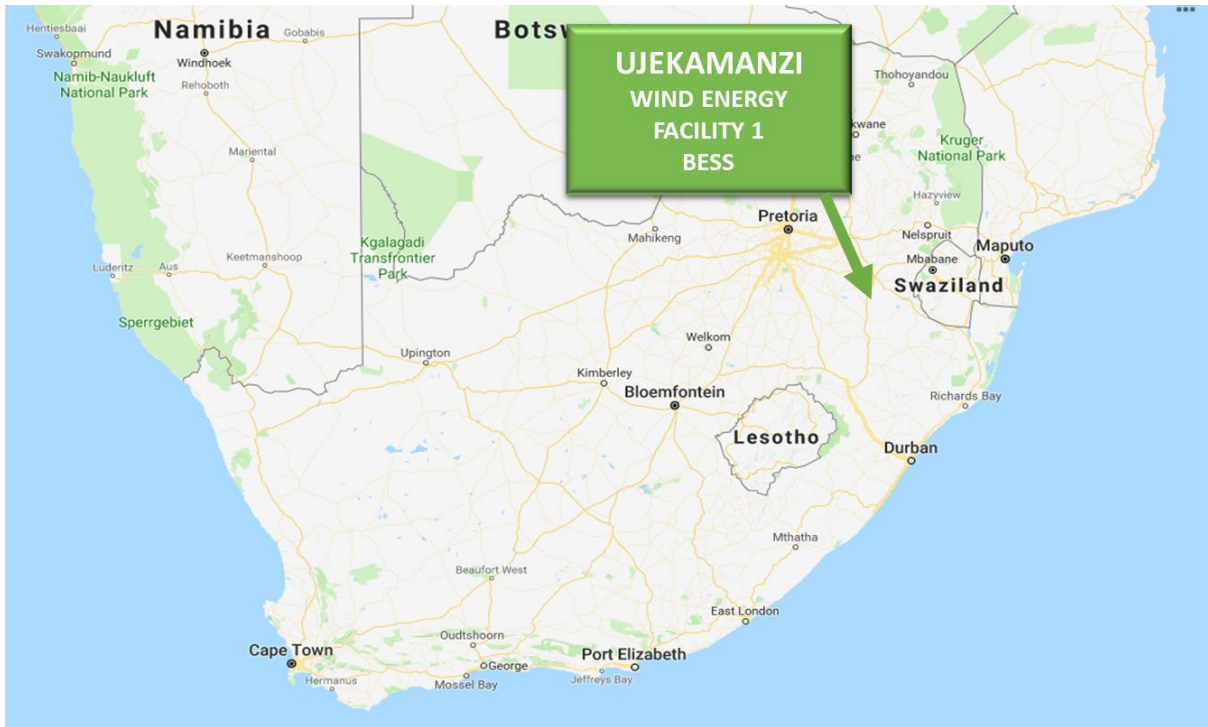 Namibia
Hentiesbaai
Gobabis
Swakopmund
Windhoek
Namib-Naukluft
National Park
Rehoboth
Mariental
Luderitz
Aus
Keetmanshoop
Sperrgebiet
Kgalagadi
Transfrontier
Park
UJEKAMANZI
WIND ENERGY
FACILITY 1
BESS
Thohoyandou
Kruger
National Park
Hazyview
Pretoria
Mahikeng
Nelspruit
Maputo
Mbabane
Swaziland
Welkom
Upington
Kimberley
Bloemfontein
Richards Bay
Lesotho
Durban
Mthatha
Beaufort West
East London
Oudtshoorn
Cape Town
Port Elizabeth
George
Hermanus
Mossel Bay
Jeffreys Bay